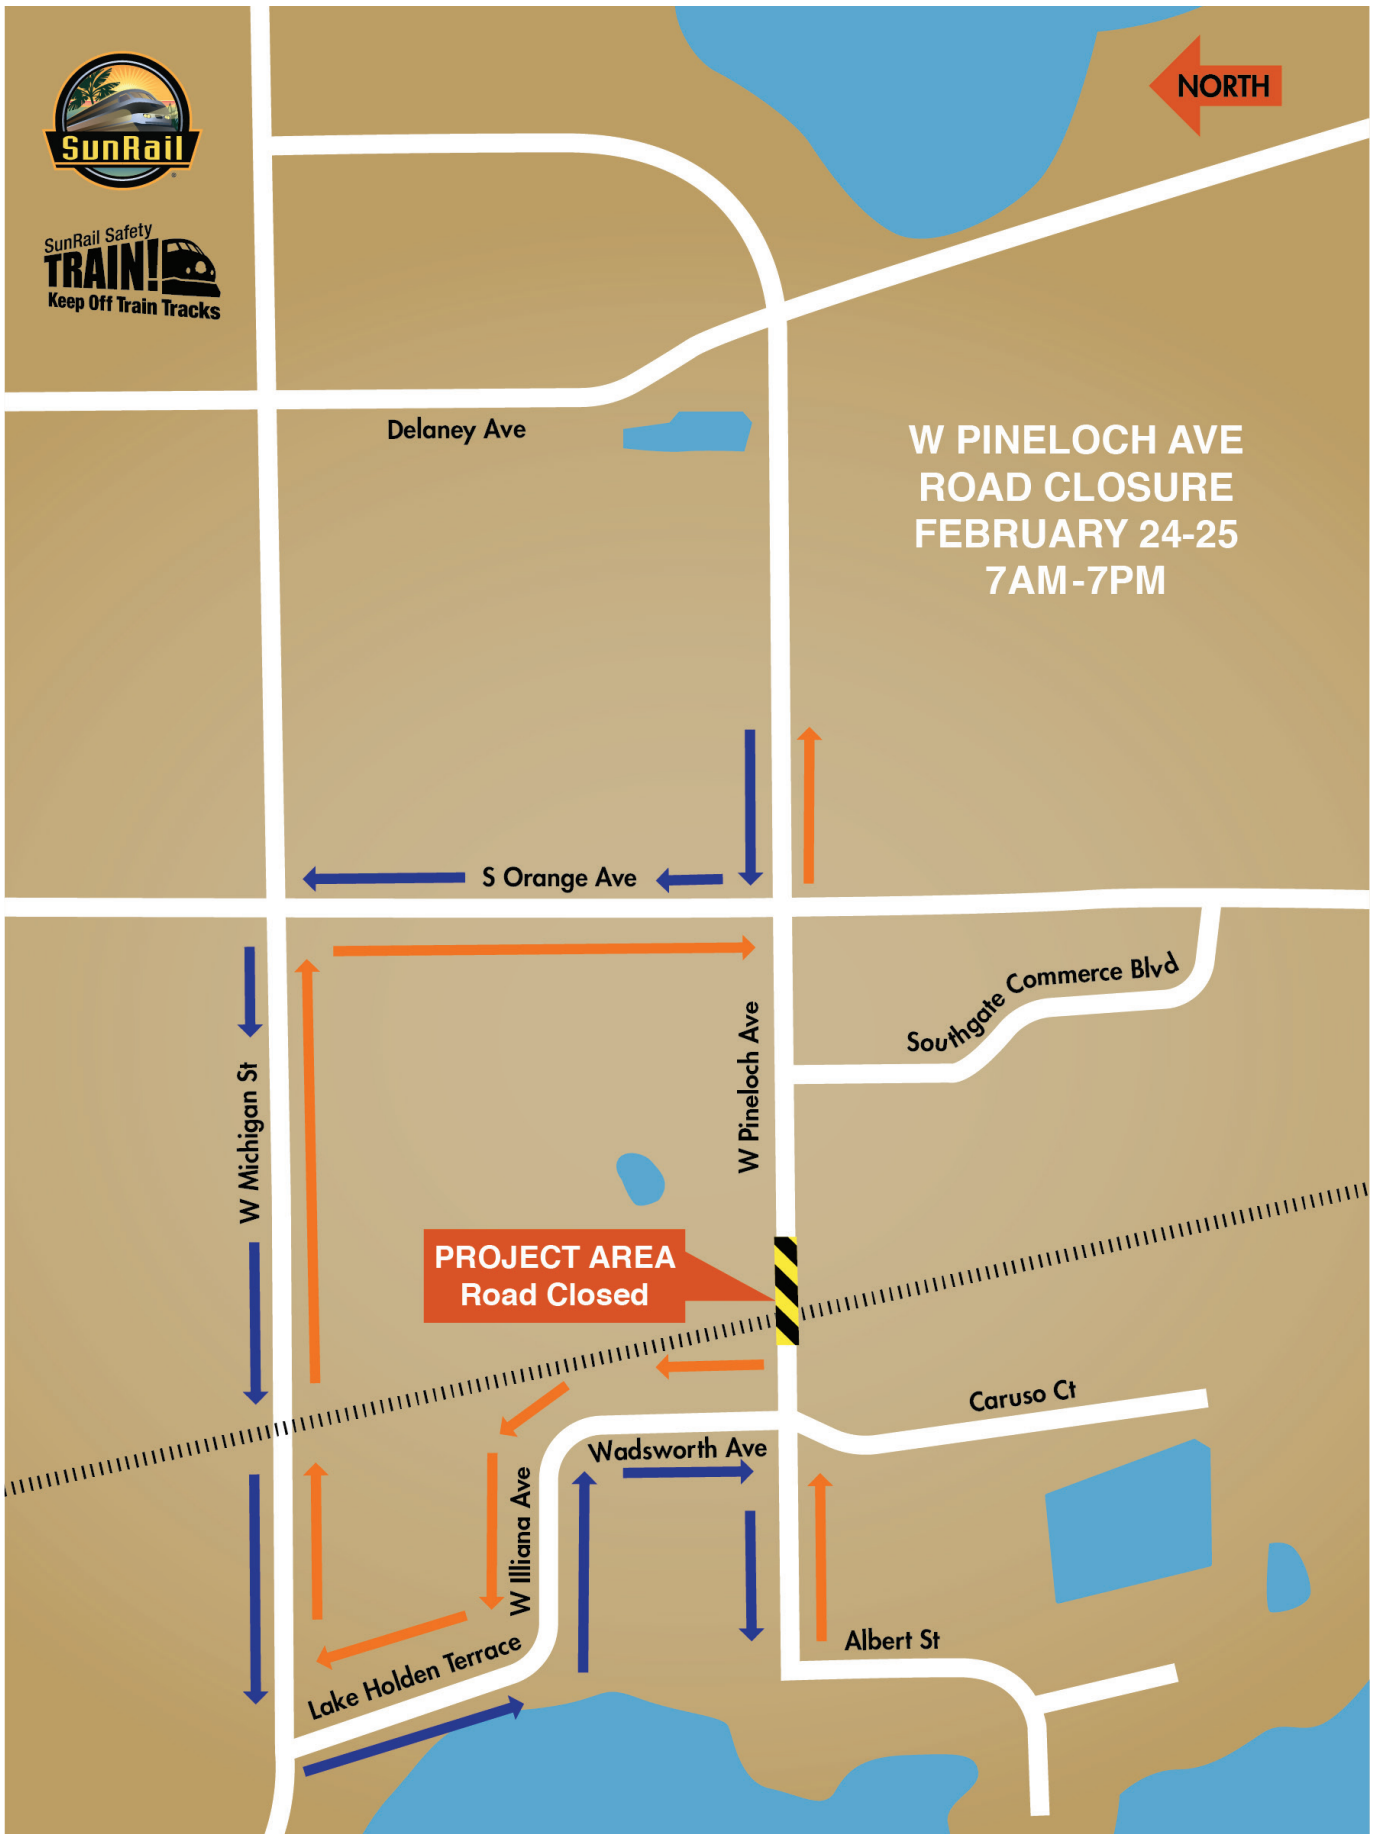 NORTH
SunRail
SunRail Safety
TRAIN!
Keep Off Train Tracks
Delaney Ave
W PINELOCH AVE
ROAD CLOSURE
FEBRUARY 24-25
7AM-7PM
S Orange Ave
Southgate Commerce Blvd
W Pineloch Ave
W Michigan St
PROJECT AREA
Road Closed
Caruso Ct
Wadsworth Ave
W Illiana Ave
Albert St
Lake Holden Terrace